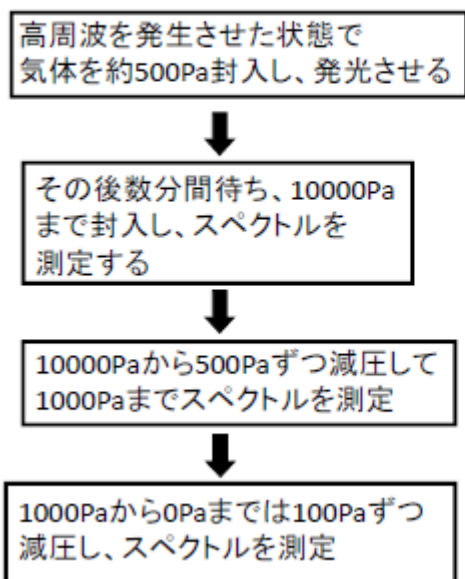 高周波を発生させた状態で
気体を約500Pa封入し、発光させる
その後数分間待ち、10000Pa
まで封入し、スペクトルを
測定する
10000Paから500Paずつ減圧して
1000Paまでスペクトルを測定
1000Paから0Paまでは100Paずつ
減圧し、スペクトルを測定